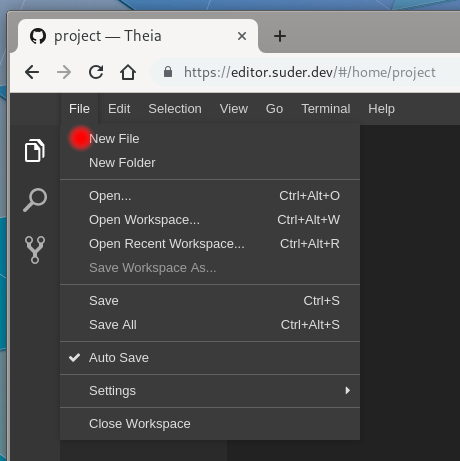 project — Theia
https://editor.suder.dev/#/home/project
File Edit Selection View Go Terminal Help
New File
New Folder
Open... Ctrl+Alt+O
Open Workspace... Ctrl+Alt+W
Open Recent Workspace... Ctrl+Alt+R
Save Workspace As...
Save Ctrl+S
Save All Ctrl+Alt+S
Auto Save
Settings
Close Workspace